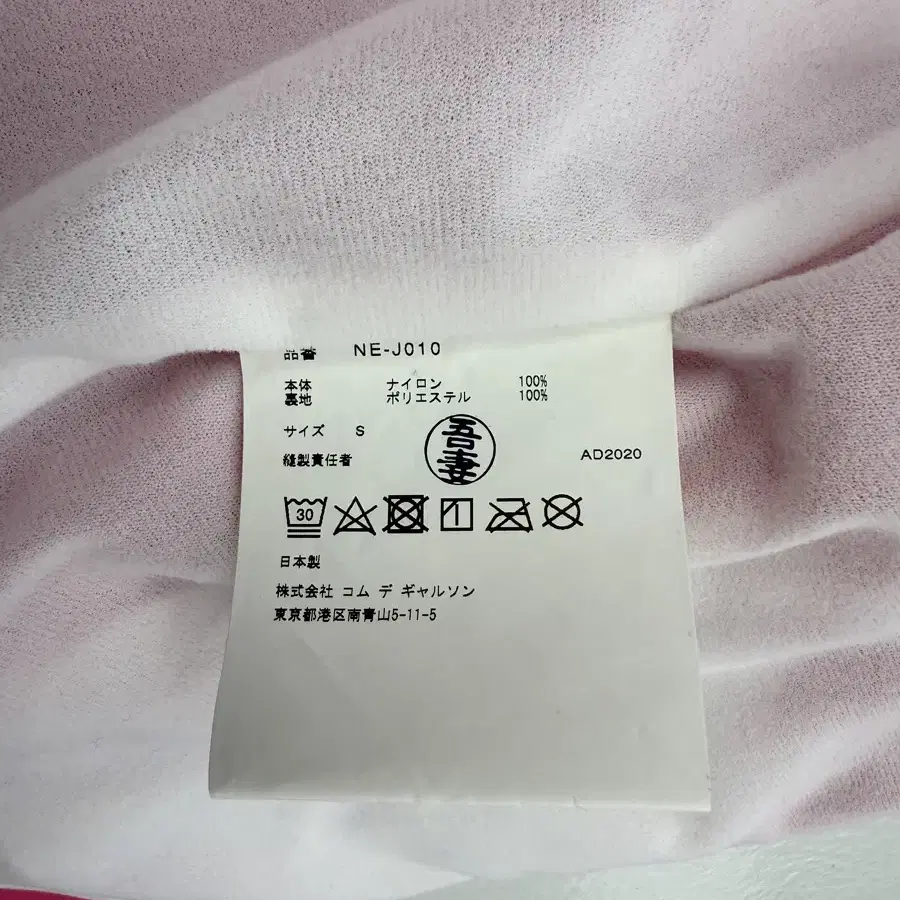 品番 NE-J010
本体 ナイロン 100%
裏地 ポリエステル 100%
サイズ S
縫製責任者 吾妻 AD2020
30
日本製
株式会社 コム デ ギャルソン
東京都港区南青山5-11-5